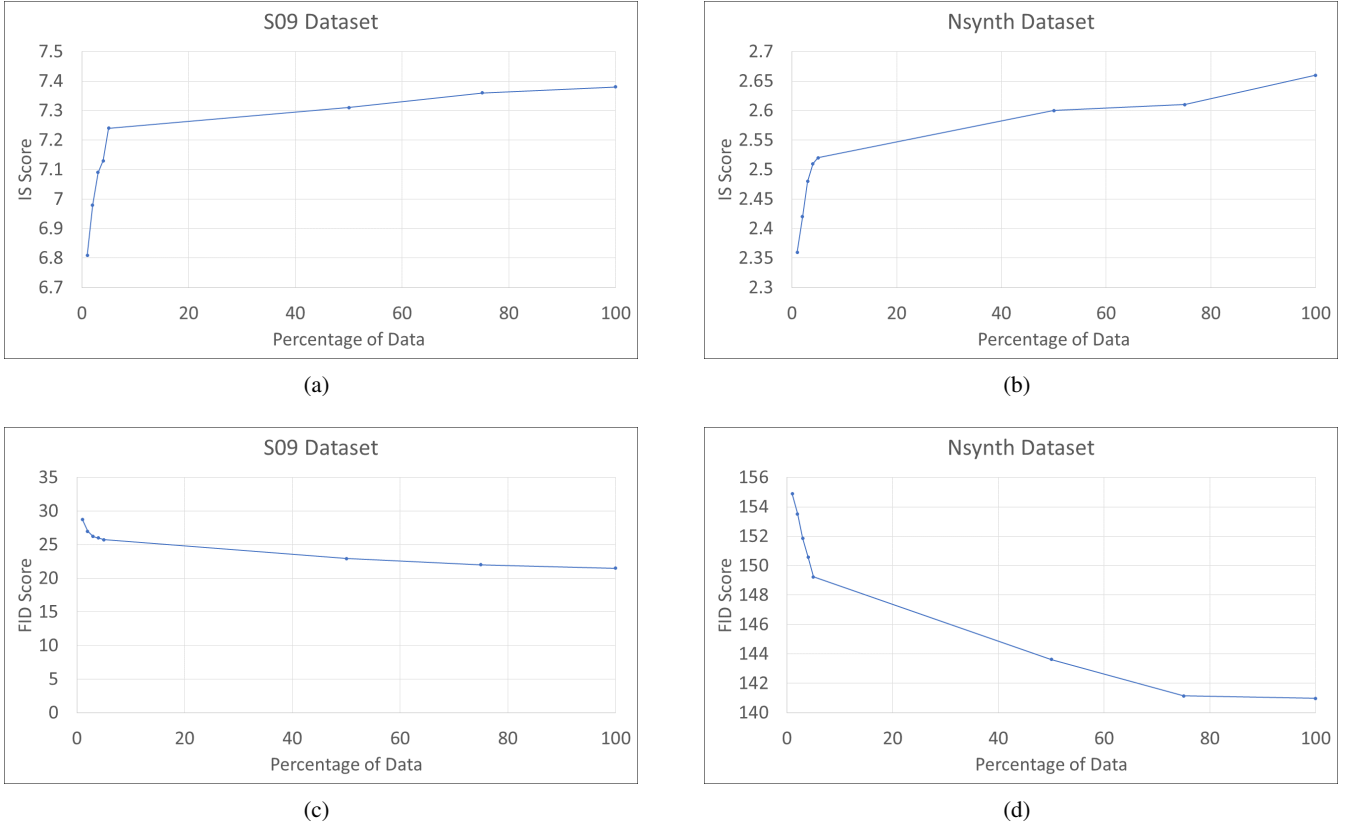 S09 Dataset
7.5
7.4
7.3
7.2
7.1
7
6.9
6.8
6.7
IS Score
0 20 40 60 80 100
Percentage of Data
(a)
Nsynth Dataset
2.7
2.65
2.6
2.55
2.5
2.45
2.4
2.35
2.3
IS Score
0 20 40 60 80 100
Percentage of Data
(b)
S09 Dataset
35
30
25
20
15
10
5
0
FID Score
0 20 40 60 80 100
Percentage of Data
(c)
Nsynth Dataset
156
154
152
150
148
146
144
142
140
FID Score
0 20 40 60 80 100
Percentage of Data
(d)